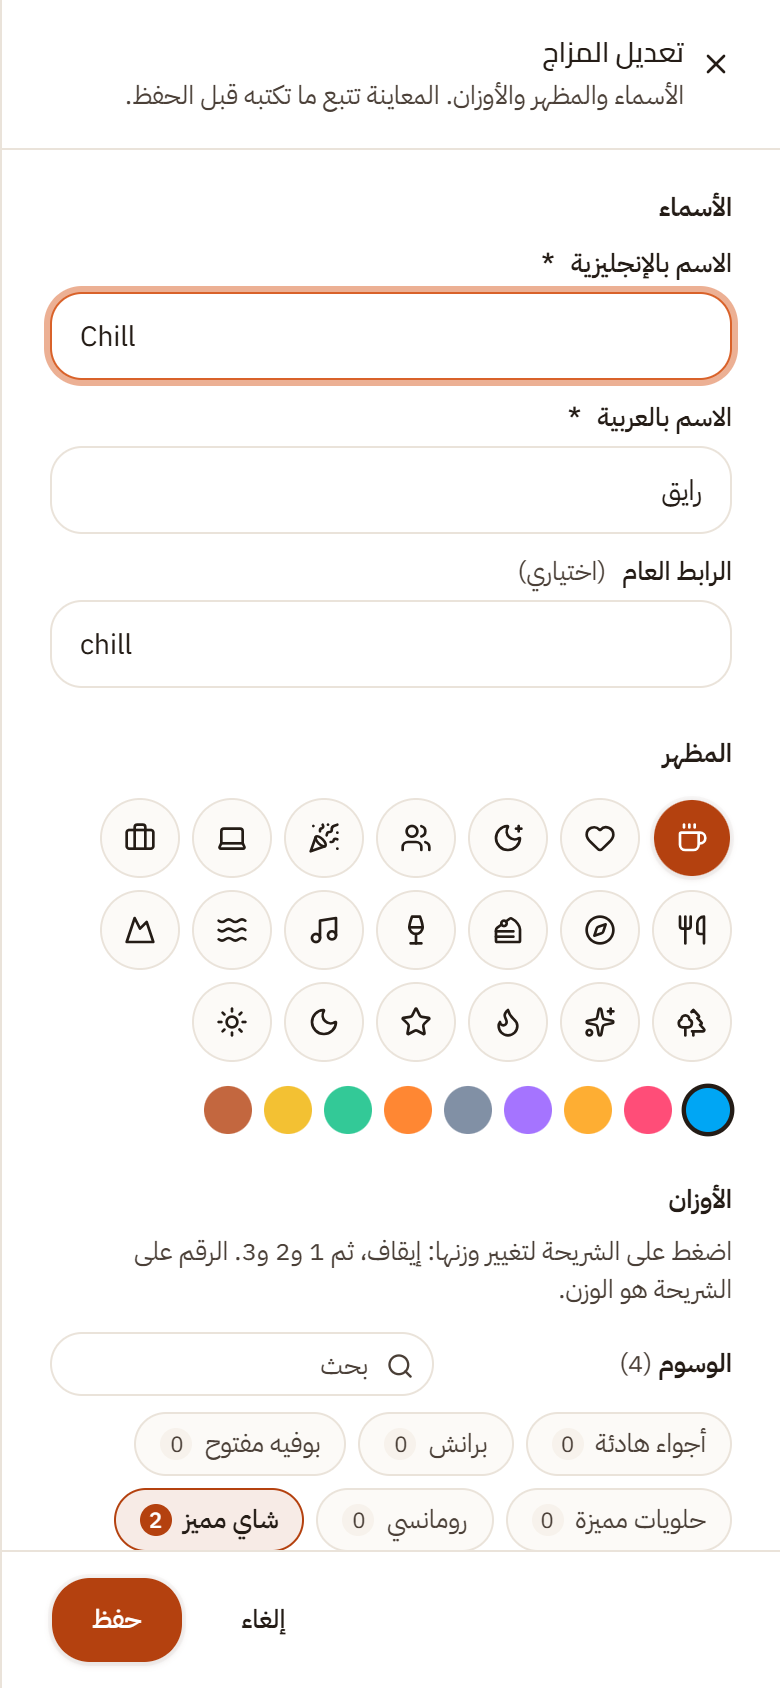 تعديل المزاج
الأسماء والمظهر والأوزان. المعاينة تتبع ما تكتبه قبل الحفظ.
الأسماء
الاسم بالإنجليزية *
Chill
الاسم بالعربية *
رايق
الرابط العام (اختياري)
chill
المظهر
الأوزان
اضغط على الشريحة لتغيير وزنها: إيقاف، ثم 1 و2 و3. الرقم على
الشريحة هو الوزن.
الوسوم (4) بحث
أجواء هادئة 0 برانش 0 بوفيه مفتوح 0
حلويات مميزة 0 رومانسي 0 شاي مميز 2
إلغاء حفظ